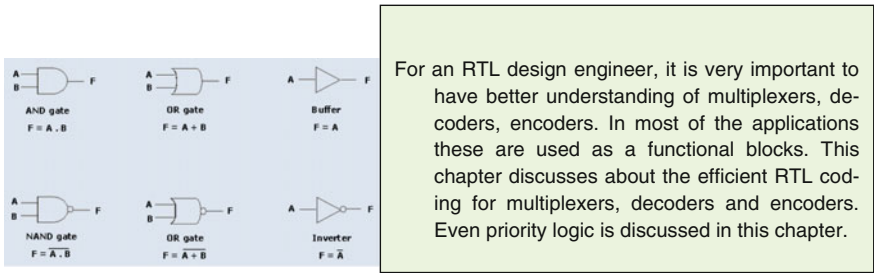 A
B
F
AND gate
F = A . B
A
B
F
OR gate
F = A + B
A
F
Buffer
F = A
A
B
F
NAND gate
F = \overline{A . B}
A
B
F
OR gate
F = \overline{A + B}
A
F
Inverter
F = \overline{A}
For an RTL design engineer, it is very important to
have better understanding of multiplexers, de-
coders, encoders. In most of the applications
these are used as a functional blocks. This
chapter discusses about the efficient RTL cod-
ing for multiplexers, decoders and encoders.
Even priority logic is discussed in this chapter.